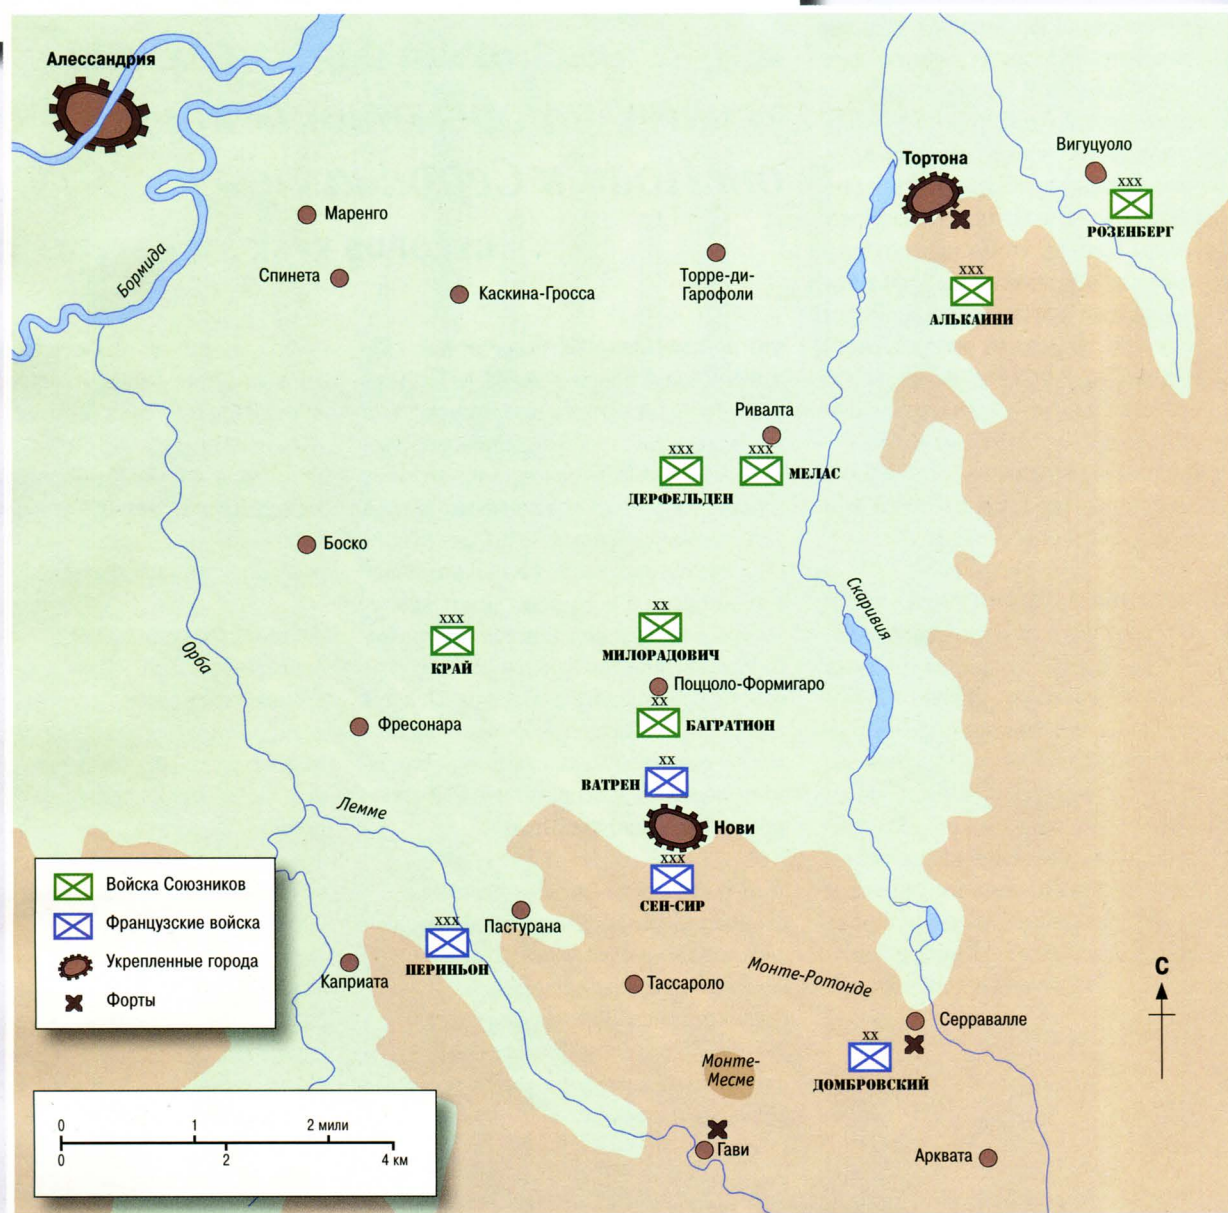 Алессандрия
Вигуцуоло
Тортона
XXX
РОЗЕНБЕРГ
Маренго
Бормида
Спинета
Каскина-Гросса
Торре-ди-
Гарофоли
XXX
АЛЬКАИНИ
Ривалта
XXX
ДЕРФЕЛЬДЕН
XXX
МЕЛАС
Боско
Скаривия
XXX
КРАЙ
XX
МИЛОРАДОВИЧ
Орба
Поццоло-Формигаро
XX
БАГРАТИОН
Фресонара
XX
ВАТРЕН
Лемме
Нови
XXX
СЕН-СИР
Войска Союзников
Французские войска
Укрепленные города
Форты
Пастурана
XXX
ПЕРИНЬОН
Каприата
Тассароло
Монте-Ротонде
С
Серравалле
XX
ДОМБРОВСКИЙ
Монте-
Месме
Гави
Арквата
0 1 2 мили
0 2 4 км